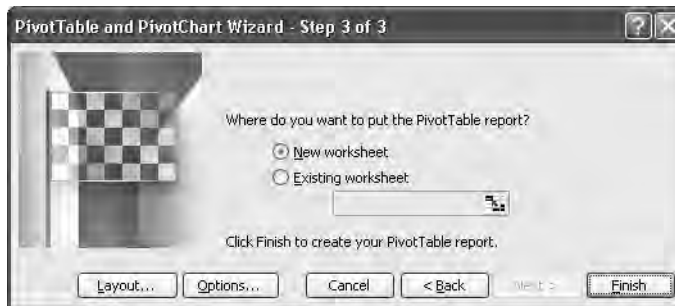 PivotTable and PivotChart Wizard - Step 3 of 3
Where do you want to put the PivotTable report?
New worksheet
Existing worksheet
Click Finish to create your PivotTable report.
Layout... Options... Cancel < Back Next > Finish